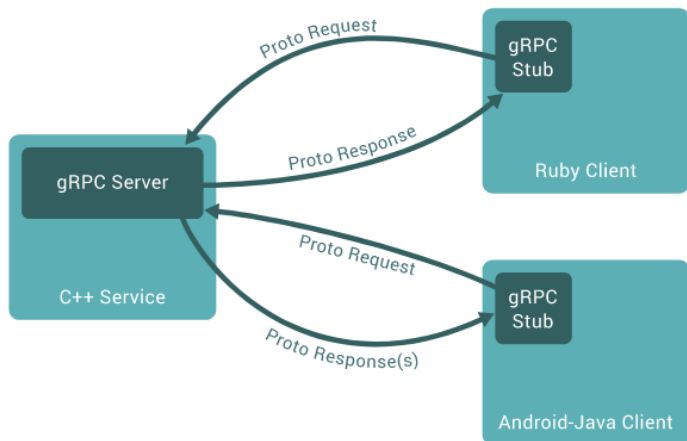 Proto Request
gRPC
Stub
Ruby Client
Proto Response
gRPC Server
C++ Service
Proto Request
gRPC
Stub
Proto Response(s)
Android-Java Client